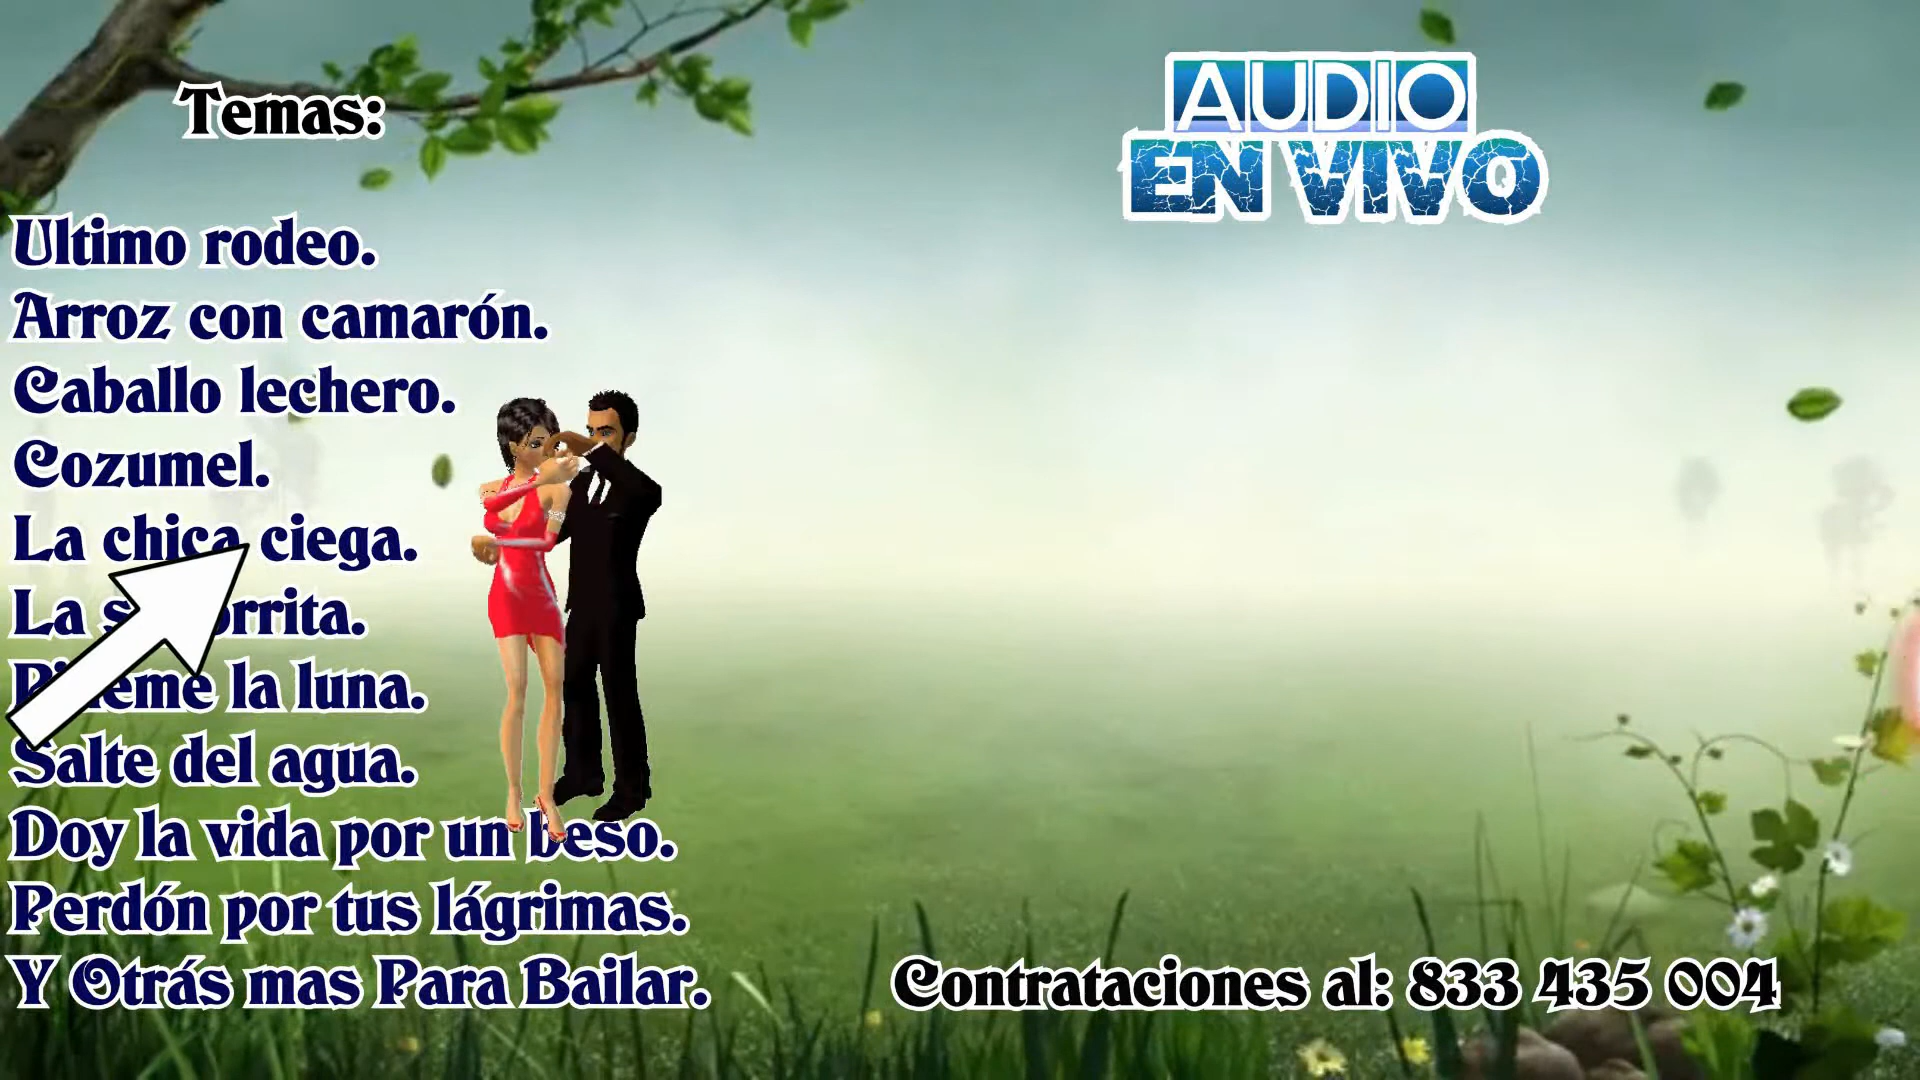 Temas:
AUDIO
EN VIVO
Ultimo rodeo.
Arroz con camarón.
Caballo lechero.
Cozumel.
La chica ciega.
La
Pideme la luna.
Salte del agua.
Doy la vida por un beso.
Perdón por tus lágrimas.
Y Otrás mas Para Bailar.
Contrataciones al: 833 435 004